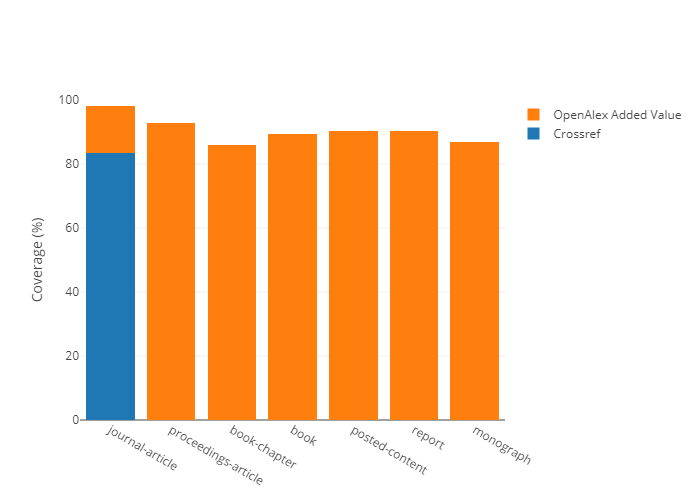 100
80
60
40
20
0
Coverage (%)
journal-article
proceedings-article
book-chapter
book
posted-content
report
monograph
OpenAlex Added Value
Crossref